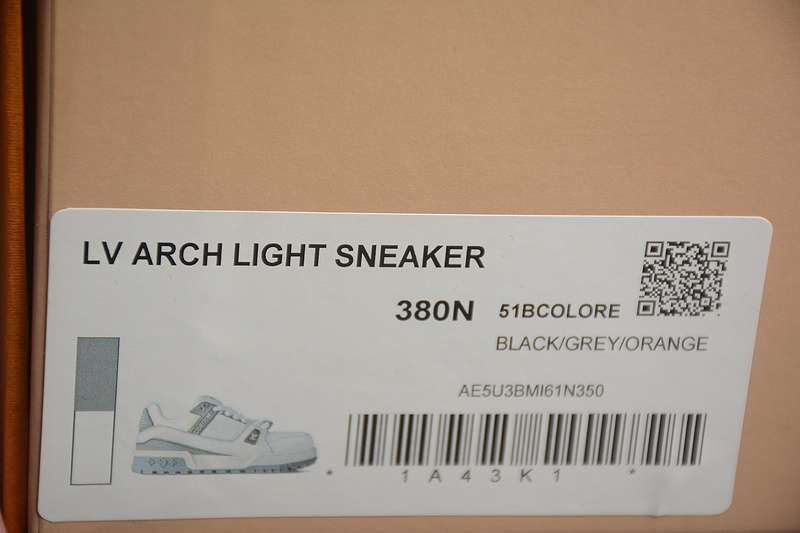 LV ARCH LIGHT SNEAKER
380N 51BCOLORE
BLACK/GREY/ORANGE
AE5U3BMI61N350
* 1A43K1 *